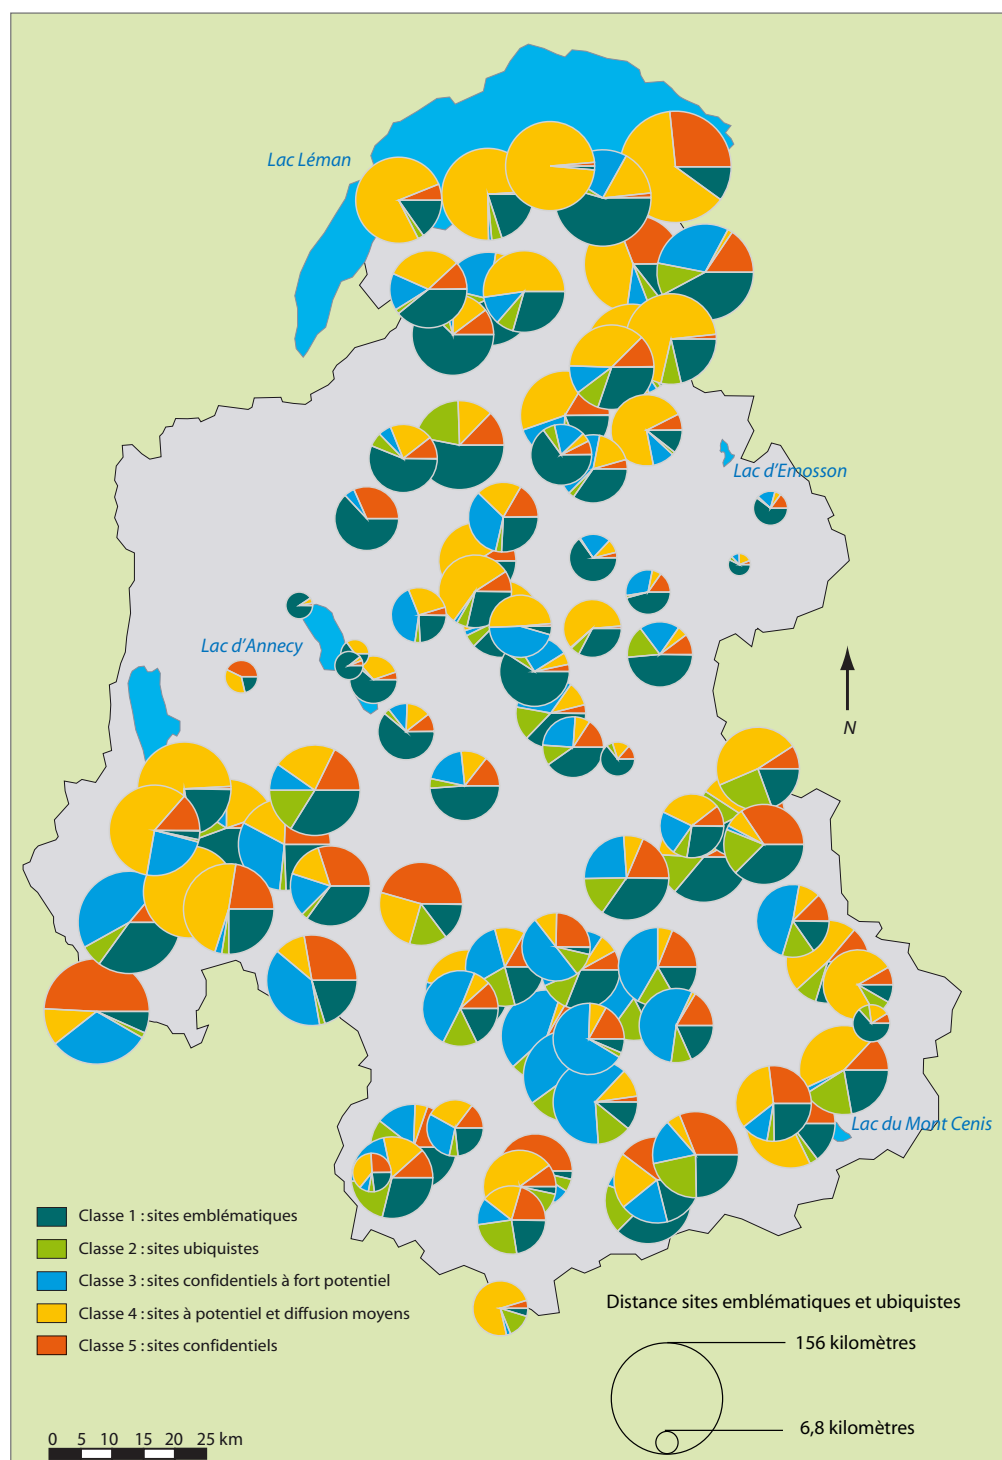 Lac Léman
Lac d'Emosson
Lac d'Annecy
N
Lac du Mont Cenis
Classe 1 : sites emblématiques
Classe 2 : sites ubiquistes
Classe 3 : sites confidentiels à fort potentiel
Classe 4 : sites à potentiel et diffusion moyens
Classe 5 : sites confidentiels
Distance sites emblématiques et ubiquistes
156 kilomètres
6,8 kilomètres
0 5 10 15 20 25 km